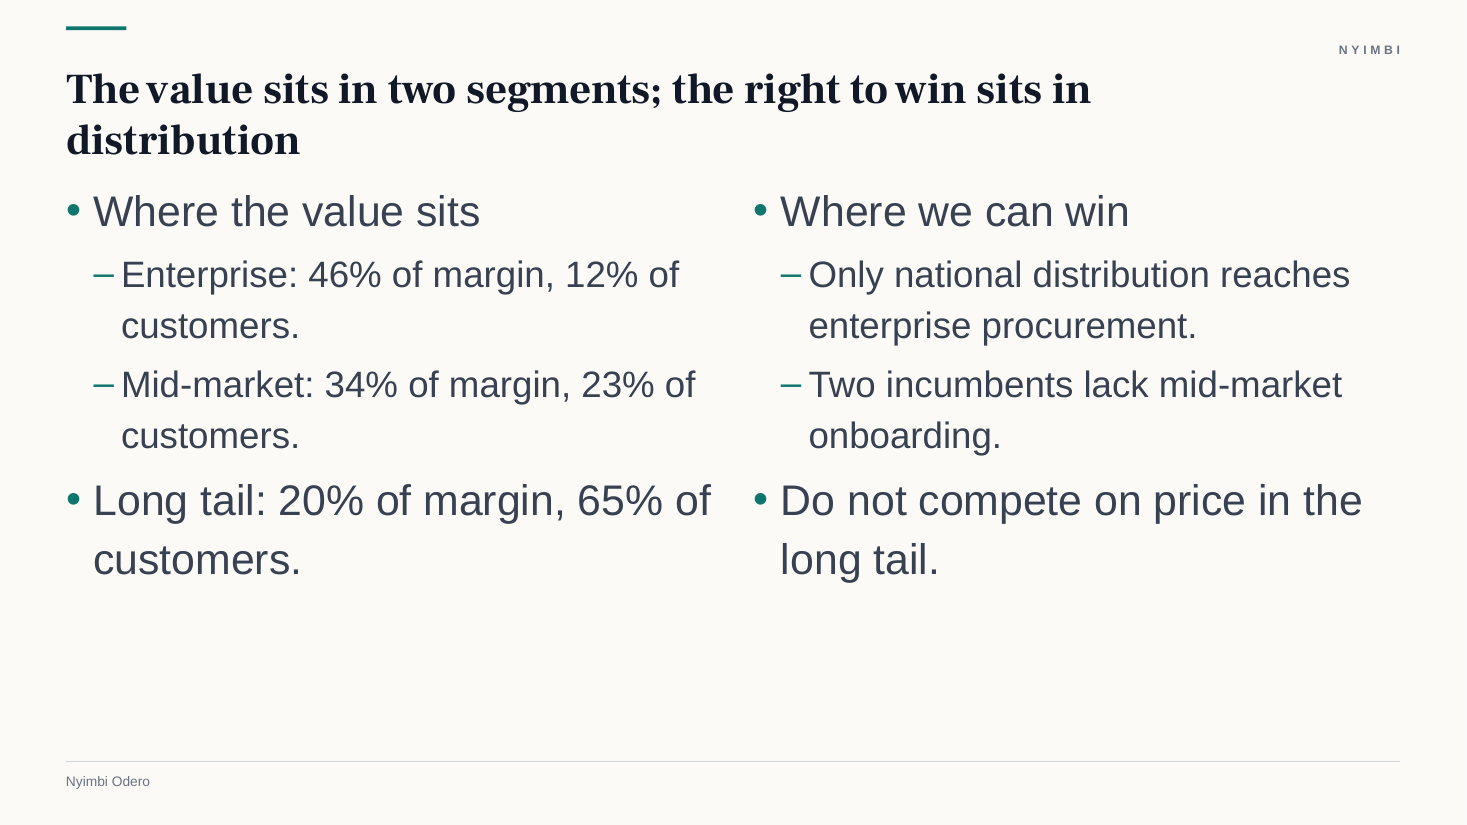 NYIMBI
The value sits in two segments; the right to win sits in
distribution
• Where the value sits
– Enterprise: 46% of margin, 12% of
customers.
– Mid-market: 34% of margin, 23% of
customers.
• Long tail: 20% of margin, 65% of
customers.
• Where we can win
– Only national distribution reaches
enterprise procurement.
– Two incumbents lack mid-market
onboarding.
• Do not compete on price in the
long tail.
Nyimbi Odero